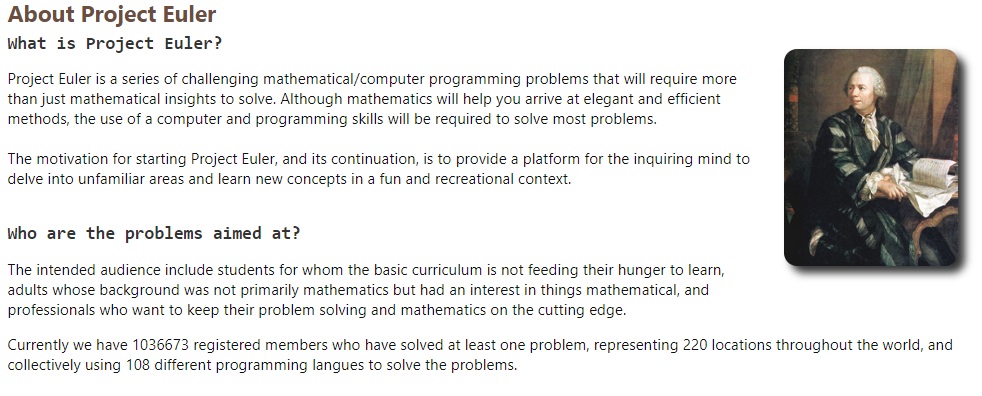 About Project Euler
What is Project Euler?
Project Euler is a series of challenging mathematical/computer programming problems that will require more
than just mathematical insights to solve. Although mathematics will help you arrive at elegant and efficient
methods, the use of a computer and programming skills will be required to solve most problems.
The motivation for starting Project Euler, and its continuation, is to provide a platform for the inquiring mind to
delve into unfamiliar areas and learn new concepts in a fun and recreational context.
Who are the problems aimed at?
The intended audience include students for whom the basic curriculum is not feeding their hunger to learn,
adults whose background was not primarily mathematics but had an interest in things mathematical, and
professionals who want to keep their problem solving and mathematics on the cutting edge.
Currently we have 1036673 registered members who have solved at least one problem, representing 220 locations throughout the world, and
collectively using 108 different programming langues to solve the problems.